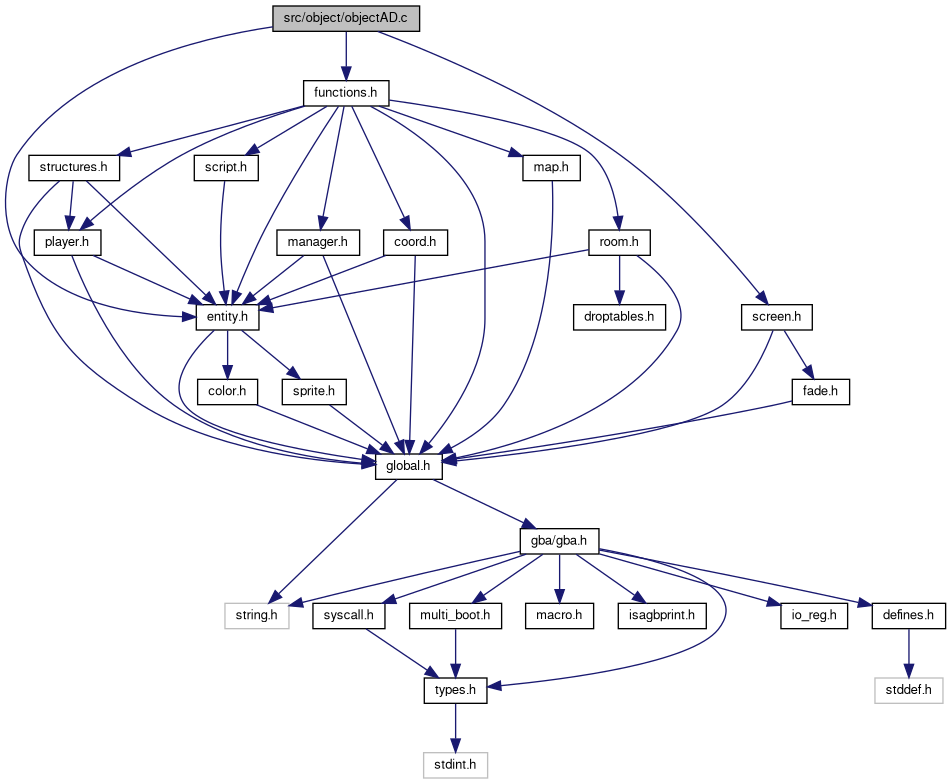 src/object/objectAD.c
functions.h
structures.h
script.h
map.h
player.h
manager.h
coord.h
room.h
entity.h
droptables.h
screen.h
color.h
sprite.h
fade.h
global.h
gba/gba.h
string.h
syscall.h
multi_boot.h
macro.h
isagbprint.h
io_reg.h
defines.h
types.h
stddef.h
stdint.h